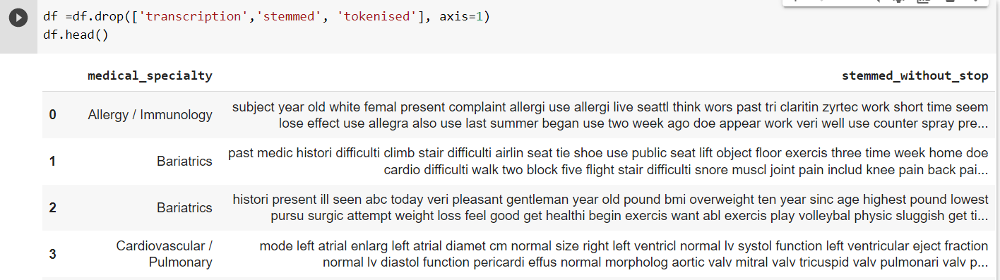 df =df.drop(['transcription','stemmed', 'tokenised'], axis=1)
df.head()
medical_specialty stemmed_without_stop
0 Allergy / Immunology subject year old white femal present complaint allergi use allergi live seattl think wors past tri claritin zyrtec work short time seem
lose effect use allegra also use last summer began use two week ago doe appear work veri well use counter spray pre...
1 Bariatrics past medic histori difficulti climb stair difficulti airlin seat tie shoe use public seat lift object floor exercis three time week home doe
cardio difficulti walk two block five flight stair difficulti snore muscl joint pain includ knee pain back pai...
2 Bariatrics histori present ill seen abc today veri pleasant gentleman year old pound bmi overweight ten year sinc age highest pound lowest
pursu surgic attempt weight loss feel good get healthi begin exercis want abl exercis play volleybal physic sluggish get ti...
3 Cardiovascular / Pulmonary mode left atrial enlarg left atrial diamet cm normal size right left ventricl normal lv systol function left ventricular eject fraction
normal lv diastol function pericardi effus normal morpholog aortic valv mitral valv tricuspid valv pulmonari valv p...